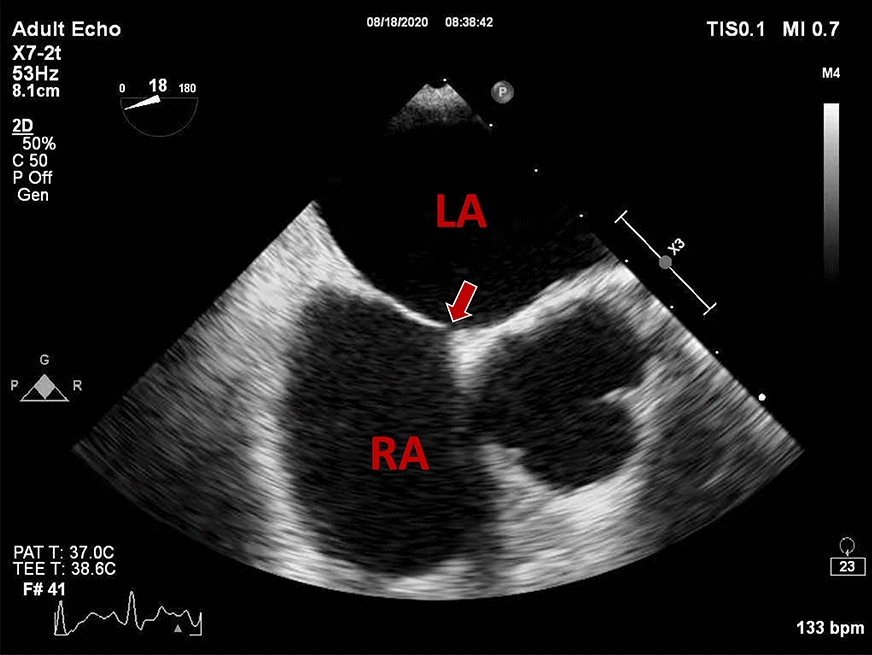 Adult Echo
08/18/2020 08:38:42
TIS0.1 MI 0.7
X7-2t
53Hz
8.1cm
M4
0 18 180
P
2D
50%
C 50
P Off
Gen
LA
X3
G
P R
RA
PAT T: 37.0C
TEE T: 38.6C
F# 41
23
133 bpm